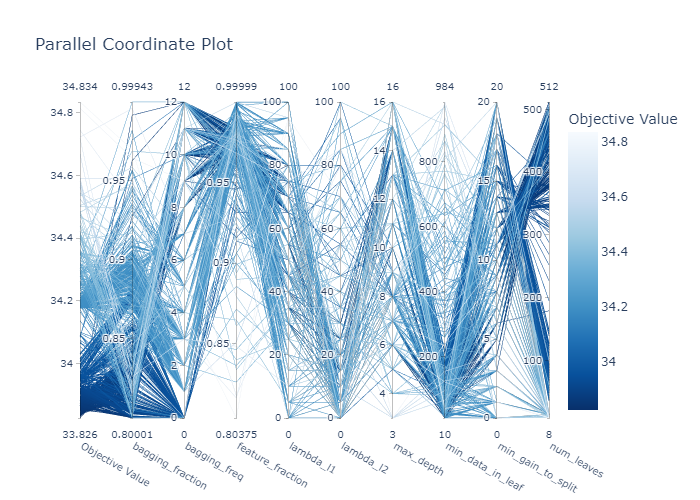 Parallel Coordinate Plot
34.834 0.99943 12 0.99999 100 100 16 984 20 512
Objective Value
34.8 34.6 34.4 34.2 34
0.95 0.9 0.85
12 10 8 6 4 2 0
0.95 0.9 0.85
100 80 60 40 20 0
100 80 60 40 20 0
16 14 12 10 8 6 4
800 600 400 200
20 15 10 5 0
500 400 300 200 100
34.8
34.6
34.4
34.2
34
33.826 0.80001 0 0.80375 0 0 3 10 0 8
Objective Value
bagging_fraction
bagging_freq
feature_fraction
lambda_l1
lambda_l2
max_depth
min_data_in_leaf
min_gain_to_split
num_leaves